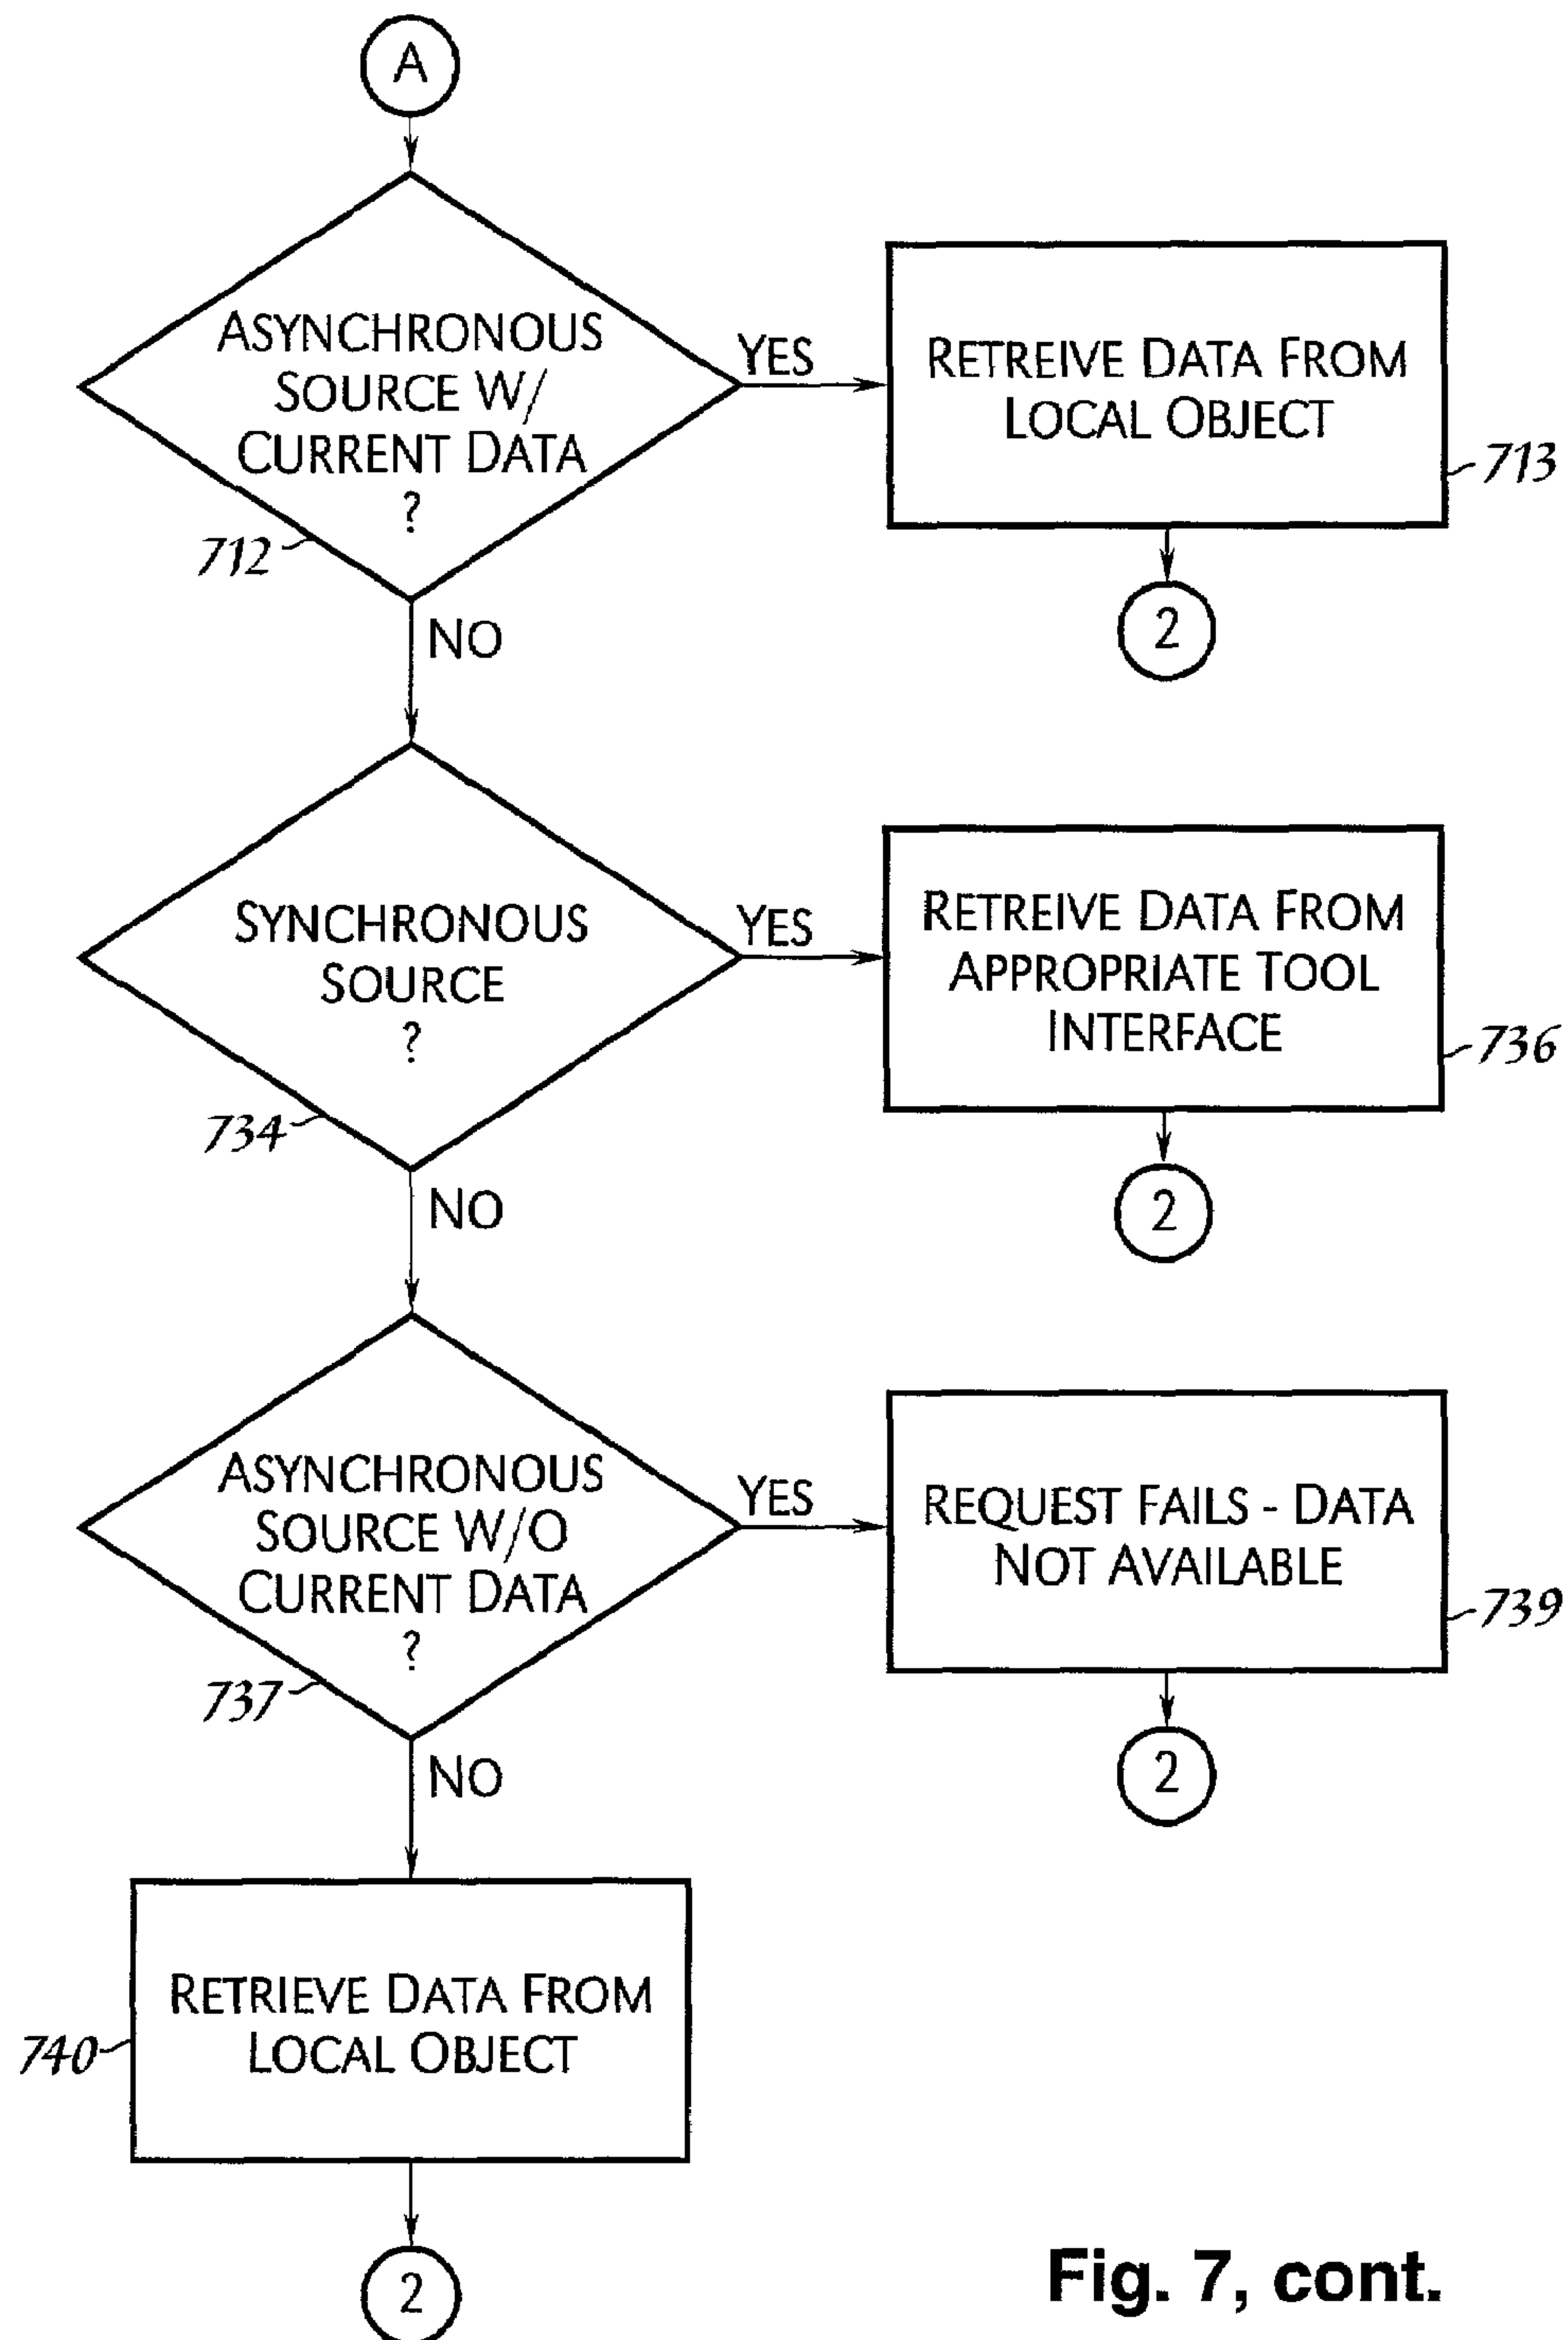 A
ASYNCHRONOUS
SOURCE W/
CURRENT DATA
?
712
YES
RETREIVE DATA FROM
LOCAL OBJECT
713
2
NO
SYNCHRONOUS
SOURCE
?
734
YES
RETREIVE DATA FROM
APPROPRIATE TOOL
INTERFACE
736
2
NO
ASYNCHRONOUS
SOURCE W/O
CURRENT DATA
?
737
YES
REQUEST FAILS - DATA
NOT AVAILABLE
739
2
NO
RETRIEVE DATA FROM
LOCAL OBJECT
740
2
Fig. 7, cont.